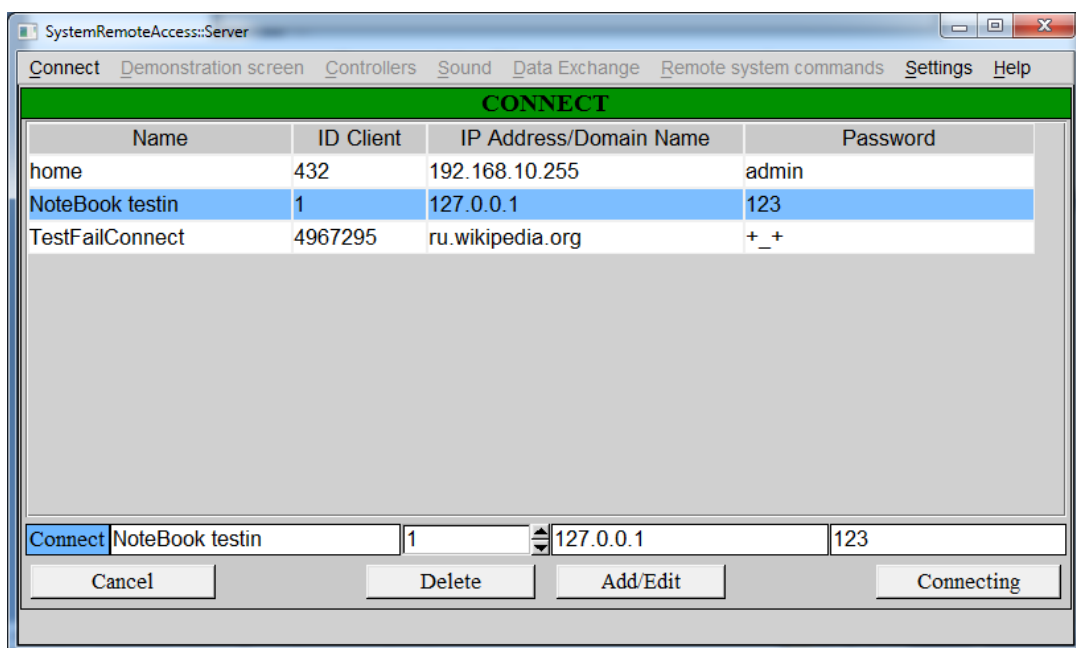 SystemRemoteAccess::Server
Connect Demonstration screen Controllers Sound Data Exchange Remote system commands Settings Help
CONNECT
Name ID Client IP Address/Domain Name Password
home 432 192.168.10.255 admin
NoteBook testin 1 127.0.0.1 123
TestFailConnect 4967295 ru.wikipedia.org +_+
Connect NoteBook testin 1 127.0.0.1 123
Cancel Delete Add/Edit Connecting